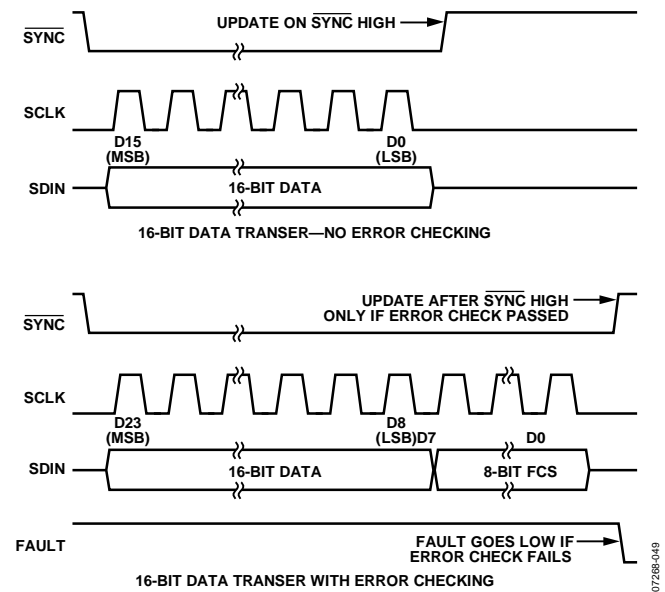 UPDATE ON SYNC HIGH
SYNC
SCLK
D15
(MSB)
D0
(LSB)
SDIN
16-BIT DATA
16-BIT DATA TRANSER—NO ERROR CHECKING
UPDATE AFTER SYNC HIGH
ONLY IF ERROR CHECK PASSED
SYNC
SCLK
D23
(MSB)
D8
(LSB)
D7
D0
SDIN
16-BIT DATA
8-BIT FCS
FAULT
FAULT GOES LOW IF
ERROR CHECK FAILS
16-BIT DATA TRANSER WITH ERROR CHECKING
07268-049